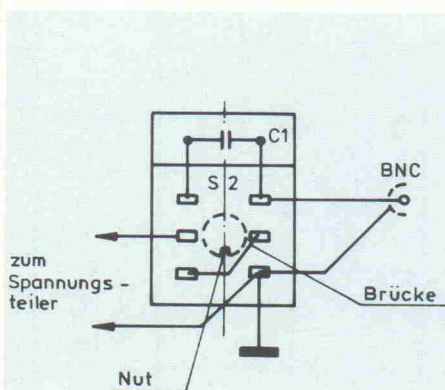 C1
BNC
S 2
zum
Spannungs-
teiler
Brücke
Nut